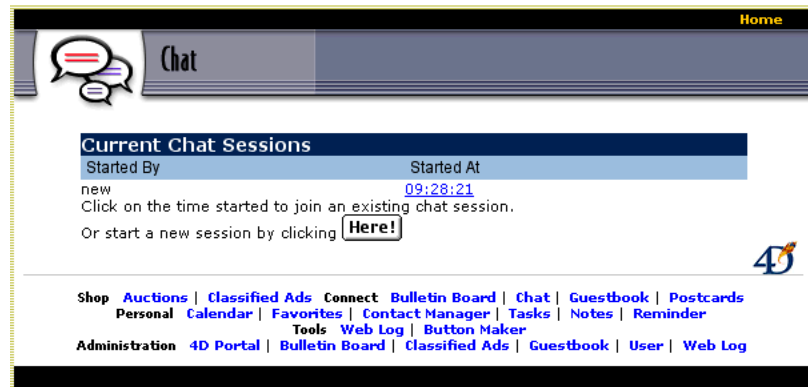 Home
Chat
Current Chat Sessions
Started By Started At
new 09:28:21
Click on the time started to join an existing chat session.
Or start a new session by clicking Here!
4D
Shop Auctions | Classified Ads Connect Bulletin Board | Chat | Guestbook | Postcards
Personal Calendar | Favorites | Contact Manager | Tasks | Notes | Reminder
Tools Web Log | Button Maker
Administration 4D Portal | Bulletin Board | Classified Ads | Guestbook | User | Web Log